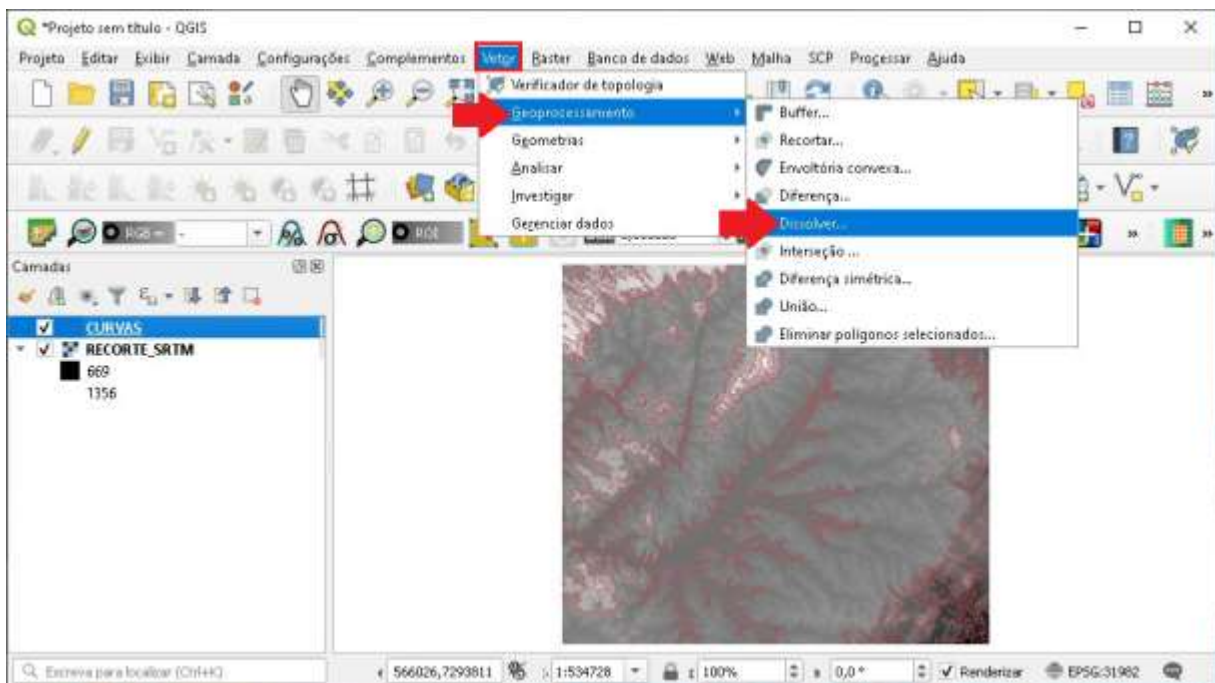 *Projeto sem título - QGIS
Projeto Editar Exibir Camada Configurações Complementos Vetor Raster Banco de dados Web Malha SCP Processar Ajuda
Verificador de topologia
Geoprocessamento
Geometrias
Analisar
Investigar
Gerenciar dados
Buffer...
Recortar...
Envoltória convexa...
Diferença...
Dissolver...
Interseção ...
Diferença simétrica...
União...
Eliminar polígonos selecionados...
RGB =
ROI
Camadas
CURVAS
RECORTE_SRTM
669
1356
Escreva para localizar (Ctrl+K)
566026,7293811
1:534728
100%
0,0 °
Renderizar
EPSG:31982